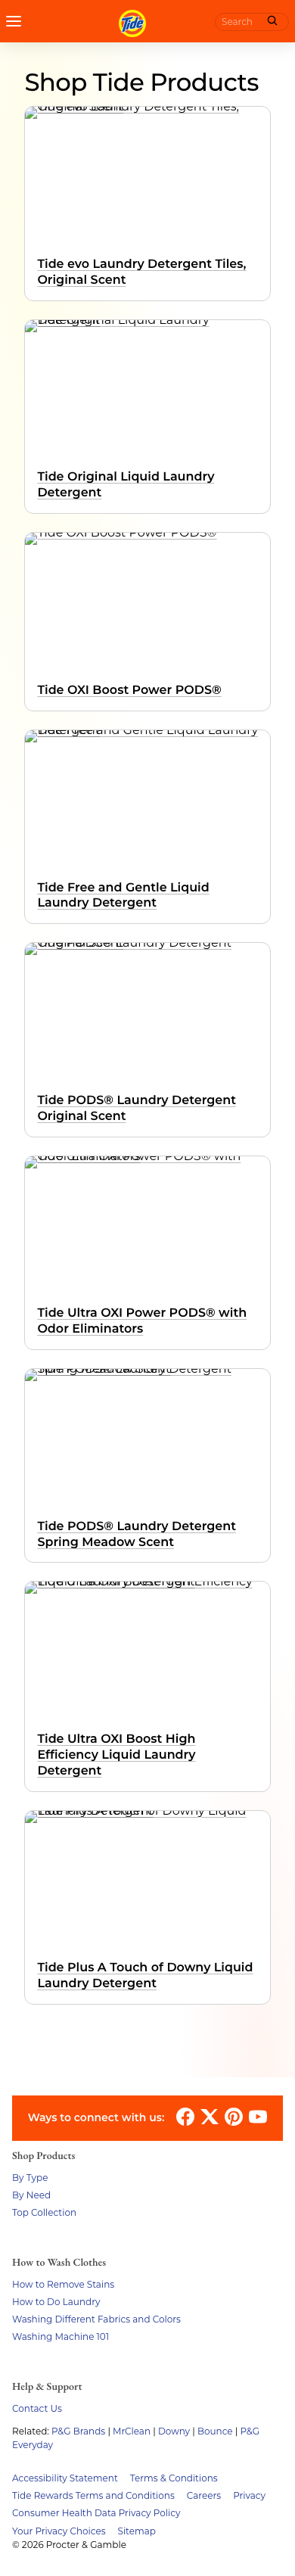 Tide
Search
Shop Tide Products
Tide evo Laundry Detergent Tiles,
Original Scent
Tide Original Liquid Laundry
Detergent
Tide OXI Boost Power PODS®
Tide OXI Boost Power PODS®
Tide Free and Gentle Liquid
Laundry Detergent
Tide PODS® Laundry Detergent
Original Scent
Tide Ultra OXI Power PODS® with
Odor Eliminators
Tide PODS® Laundry Detergent
Spring Meadow Scent
Tide Ultra OXI Boost High
Efficiency Liquid Laundry
Detergent
Tide Plus A Touch of Downy Liquid
Laundry Detergent
Ways to connect with us:
Shop Products
By Type
By Need
Top Collection
How to Wash Clothes
How to Remove Stains
How to Do Laundry
Washing Different Fabrics and Colors
Washing Machine 101
Help & Support
Contact Us
Related: P&G Brands | MrClean | Downy | Bounce | P&G
Everyday
Accessibility Statement Terms & Conditions
Tide Rewards Terms and Conditions Careers Privacy
Consumer Health Data Privacy Policy
Your Privacy Choices Sitemap
© 2026 Procter & Gamble